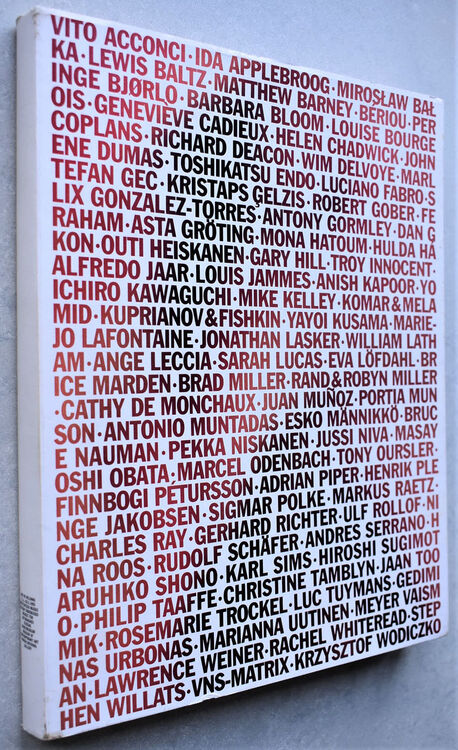 VITO ACCONCI·IDA APPLEBROOG·MIROSŁAW BAŁ
KA·LEWIS BALTZ·MATTHEW BARNEY·BÉRIOU·PER
INGE BJØRLO·BARBARA BLOOM·LOUISE BOURGE
OIS·GENEVIÈVE CADIEUX·HELEN CHADWICK·JOHN
COPLANS·RICHARD DEACON·WIM DELVOYE·MARL
ENE DUMAS·TOSHIKATSU ENDO·LUCIANO FABRO·S
TEFAN GEC·KRISTAPS ĢELZIS·ROBERT GOBER·FE
LIX GONZALEZ-TORRES·ANTONY GORMLEY·DAN G
RAHAM·ASTA GRÖTING·MONA HATOUM·HULDA HÁ
KON·OUTI HEISKANEN·GARY HILL·TROY INNOCENT·
ALFREDO JAAR·LOUIS JAMMES·ANISH KAPOOR·YO
ICHIRO KAWAGUCHI·MIKE KELLEY·KOMAR&MELA
MID·KUPRIANOV&FISHKIN·YAYOI KUSAMA·MARIE-
JO LAFONTAINE·JONATHAN LASKER·WILLIAM LATH
AM·ANGE LECCIA·SARAH LUCAS·EVA LÖFDAHL·BR
ICE MARDEN·BRAD MILLER·RAND&ROBYN MILLER
·CATHY DE MONCHAUX·JUAN MUÑOZ·PORTIA MUN
SON·ANTONIO MUNTADAS·ESKO MÄNNIKKÖ·BRUC
E NAUMAN·PEKKA NISKANEN·JUSSI NIVA·MASAY
OSHI OBATA·MARCEL ODENBACH·TONY OURSLER·
FINNBOGI PÉTURSSON·ADRIAN PIPER·HENRIK PLE
NGE JAKOBSEN·SIGMAR POLKE·MARKUS RAETZ·
CHARLES RAY·GERHARD RICHTER·ULF ROLLOF·NI
NA ROOS·RUDOLF SCHÄFER·ANDRES SERRANO·H
ARUHIKO SHONO·KARL SIMS·HIROSHI SUGIMOT
O·PHILIP TAAFFE·CHRISTINE TAMBLYN·JAAN TOO
MIK·ROSEMARIE TROCKEL·LUC TUYMANS·GEDIMI
NAS URBONAS·MARIANNA UUTINEN·MEYER VAISM
AN·LAWRENCE WEINER·RACHEL WHITEREAD·STEP
HEN WILLATS·VNS-MATRIX·KRZYSZTOF WODICZKO